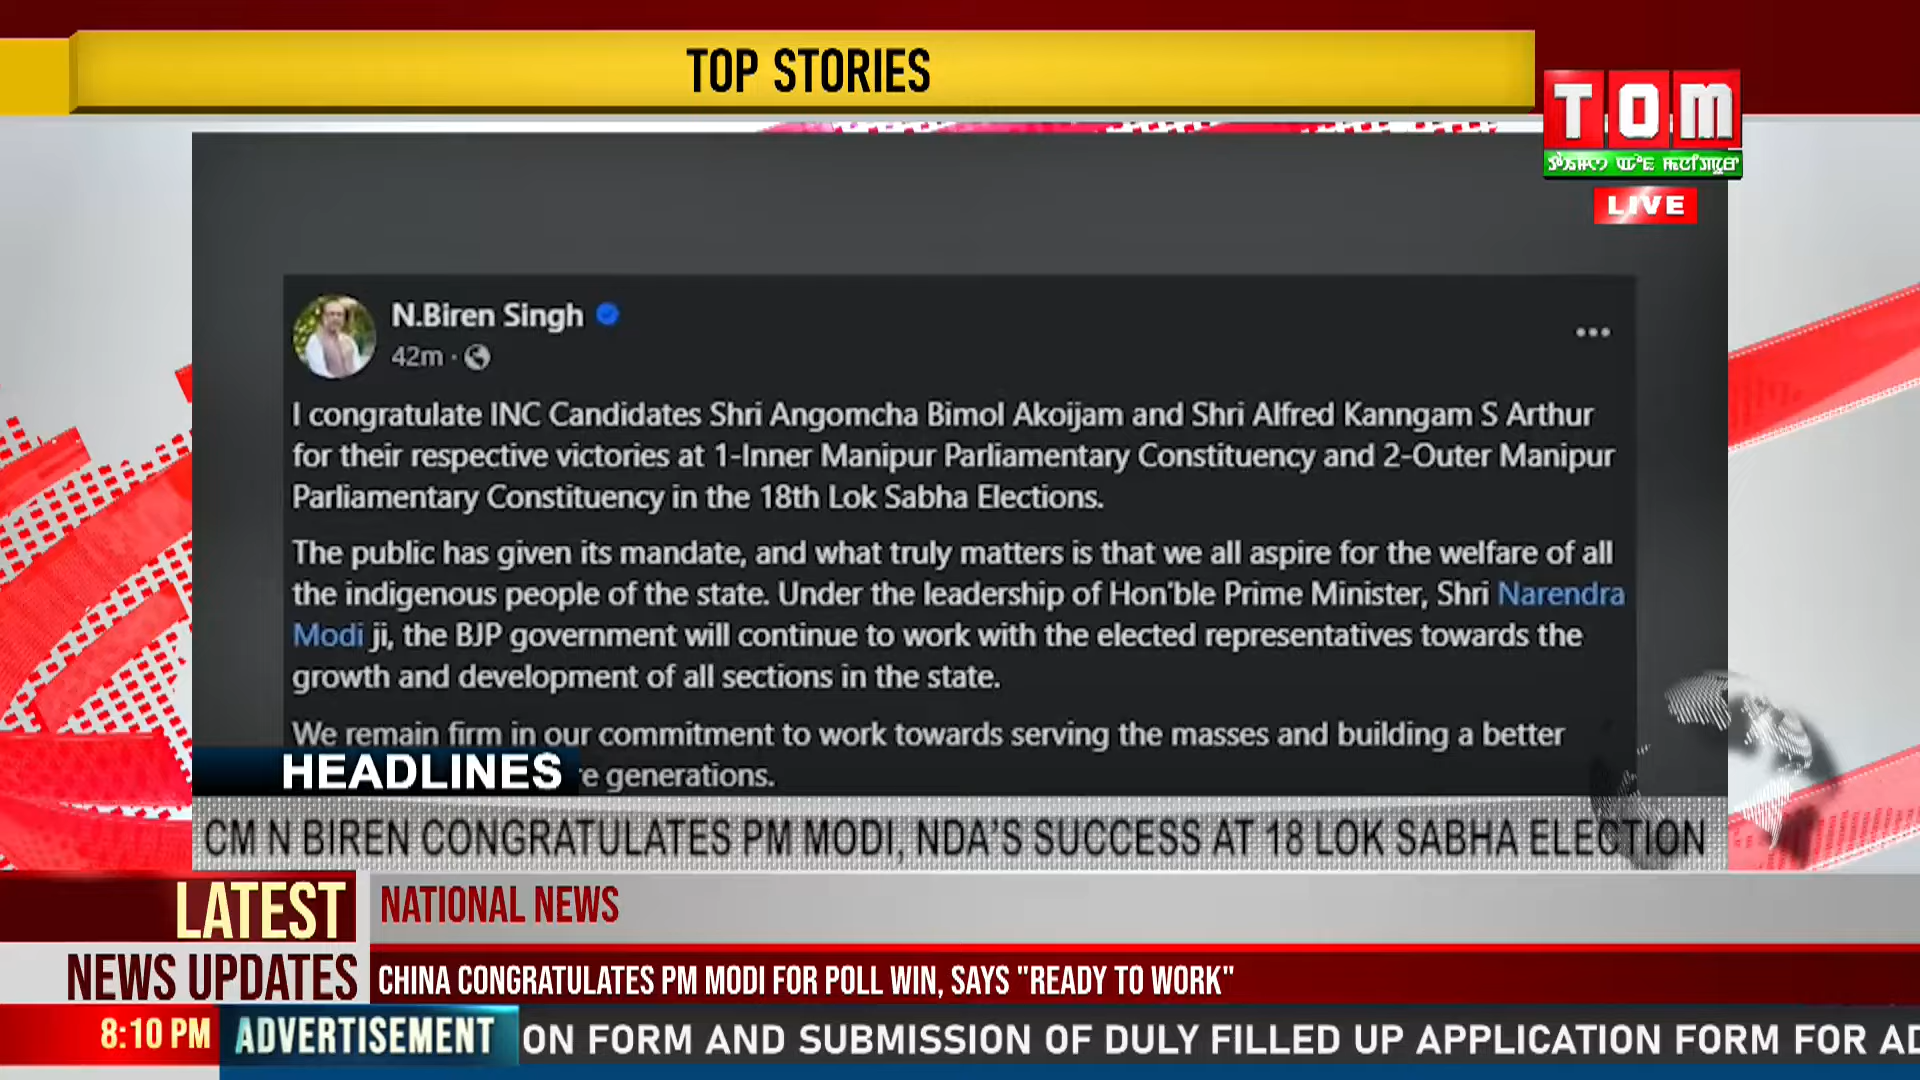 TOP STORIES
TOM
LIVE
N.Biren Singh
42m ·
I congratulate INC Candidates Shri Angomcha Bimol Akoijam and Shri Alfred Kanngam S Arthur
for their respective victories at 1-Inner Manipur Parliamentary Constituency and 2-Outer Manipur
Parliamentary Constituency in the 18th Lok Sabha Elections.
The public has given its mandate, and what truly matters is that we all aspire for the welfare of all
the indigenous people of the state. Under the leadership of Hon'ble Prime Minister, Shri Narendra
Modi ji, the BJP government will continue to work with the elected representatives towards the
growth and development of all sections in the state.
We remain firm in our commitment to work towards serving the masses and building a better
HEADLINES
re generations.
CM N BIREN CONGRATULATES PM MODI, NDA'S SUCCESS AT 18 LOK SABHA ELECTION
LATEST
NATIONAL NEWS
NEWS UPDATES
CHINA CONGRATULATES PM MODI FOR POLL WIN, SAYS "READY TO WORK"
8:10 PM
ADVERTISEMENT
ON FORM AND SUBMISSION OF DULY FILLED UP APPLICATION FORM FOR AD